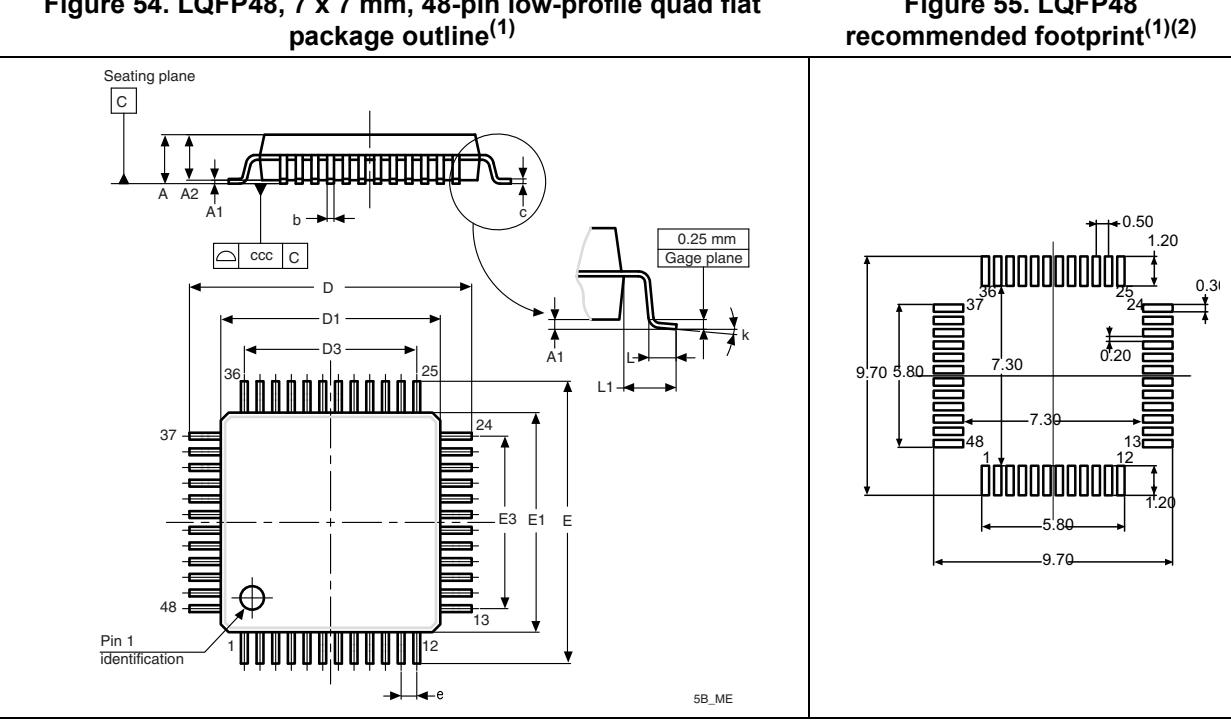 Figure 54. LQFP48, 7 x 7 mm, 48-pin low-profile quad flat
package outline(1)
Figure 55. LQFP48
recommended footprint(1)(2)
Seating plane
C
A A2
A1
b
c
ccc C
0.25 mm
Gage plane
k
A1
L
L1
D
D1
D3
36
25
37
24
E3 E1 E
48
13
Pin 1
identification
1
12
e
5B_ME
0.50
1.20
36
25
37
24
0.20
7.30
9.70 5.80
7.30
48
13
1
12
1.20
5.80
9.70